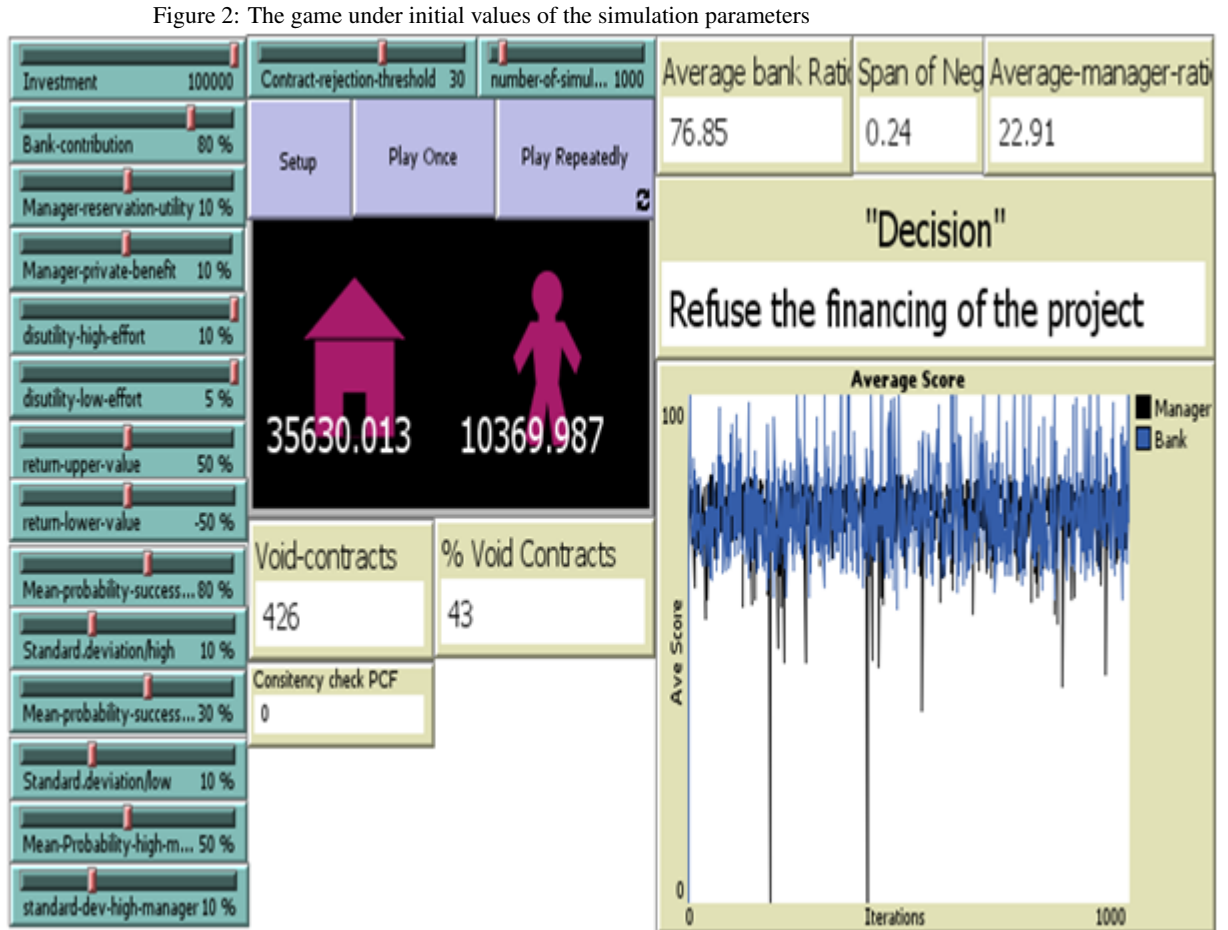 Figure 2: The game under initial values of the simulation parameters
Investment 100000
Bank-contribution 80 %
Manager-reservation-utility 10 %
Manager-private-benefit 10 %
disutility-high-effort 10 %
disutility-low-effort 5 %
return-upper-value 50 %
return-lower-value -50 %
Mean-probability-success... 80 %
Standard.deviation/high 10 %
Mean-probability-success... 30 %
Standard.deviation/low 10 %
Mean-Probability-high-m... 50 %
standard-dev-high-manager 10 %
Contract-rejection-threshold 30
number-of-simul... 1000
Setup
Play Once
Play Repeatedly
35630.013
10369.987
Void-contracts
426
% Void Contracts
43
Consitency check PCF
0
Average bank Ratio
76.85
Span of Neg
0.24
Average-manager-rati
22.91
"Decision"
Refuse the financing of the project
Average Score
100
Ave Score
0
0
Iterations
1000
Manager
Bank